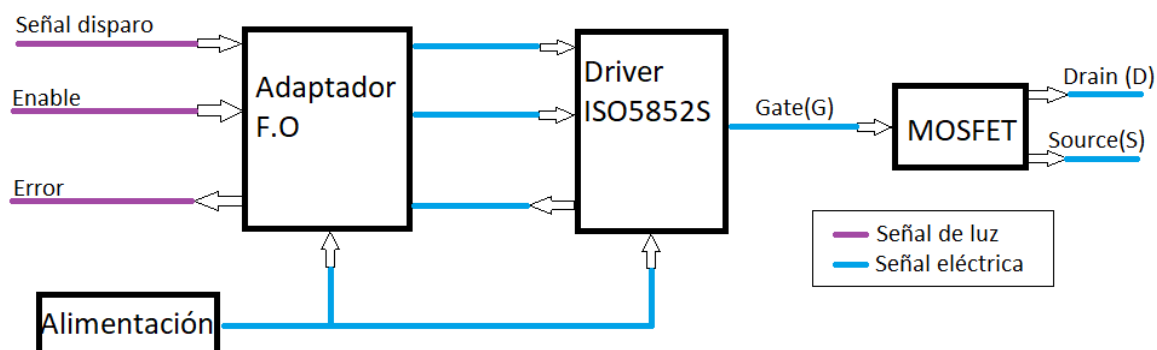 Señal disparo
Enable
Error
Adaptador
F.O
Driver
ISO5852S
Gate(G)
MOSFET
Drain (D)
Source(S)
Señal de luz
Señal eléctrica
Alimentación